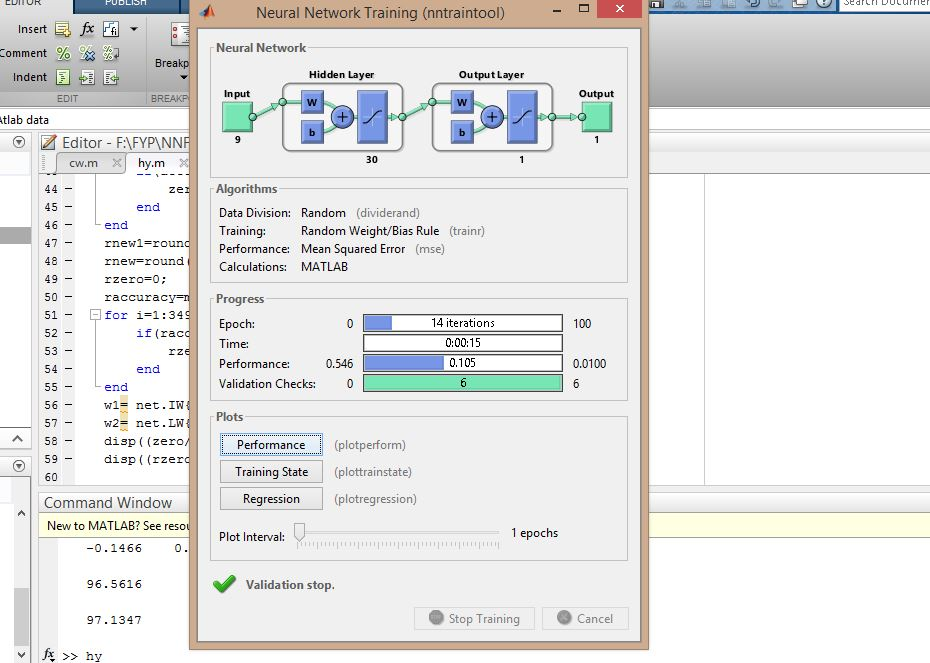 EDITOR
PUBLISH
Insert fx
Comment
Indent
EDIT
Breakp
BREAKP
Search Documen
Atlab data
Editor - F:\FYP\NNF
cw.m
hy.m
44
zer
45
end
46
end
47
rnew1=round
48
rnew=round(
49
rzero=0;
50
raccuracy=m
51
for i=1:349
52
if(racc
53
rze
54
end
55
end
56
w1= net.IW{
57
w2= net.LW{
58
disp((zero/
59
disp((rzero
60
Command Window
New to MATLAB? See resou
-0.1466 0.
96.5616
97.1347
fx >> hy
Neural Network Training (nntraintool)
Neural Network
Hidden Layer
Output Layer
Input
Output
W
W
b
b
9
1
30
1
Algorithms
Data Division: Random (dividerand)
Training: Random Weight/Bias Rule (trainr)
Performance: Mean Squared Error (mse)
Calculations: MATLAB
Progress
Epoch: 0 14 iterations 100
Time: 0:00:15
Performance: 0.546 0.105 0.0100
Validation Checks: 0 6 6
Plots
Performance (plotperform)
Training State (plottrainstate)
Regression (plotregression)
Plot Interval: 1 epochs
Validation stop.
Stop Training
Cancel